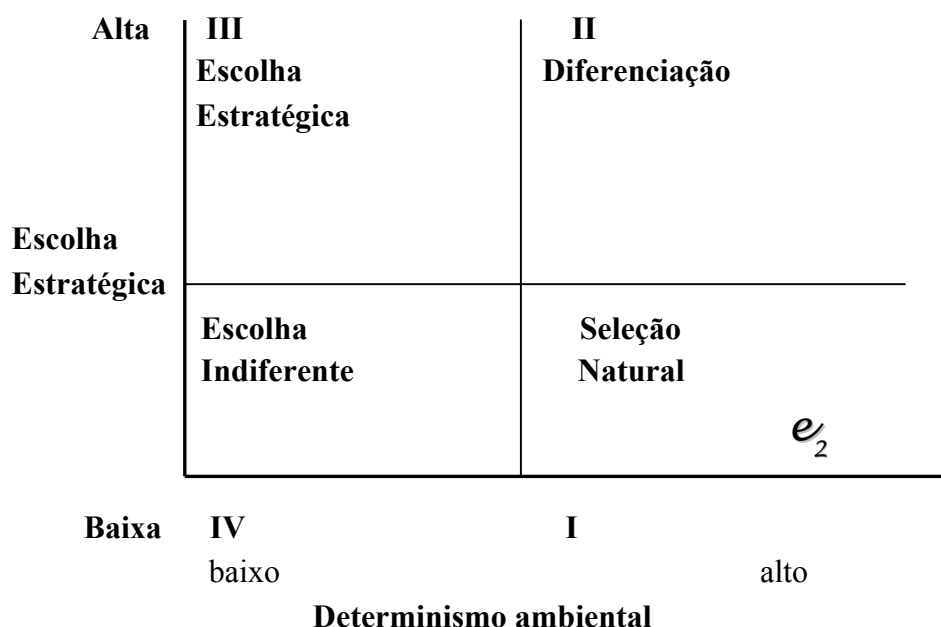 Alta III II
Escolha Diferenciação
Estratégica
Escolha
Estratégica
Escolha Seleção
Indiferente Natural
e2
Baixa IV I
baixo alto
Determinismo ambiental